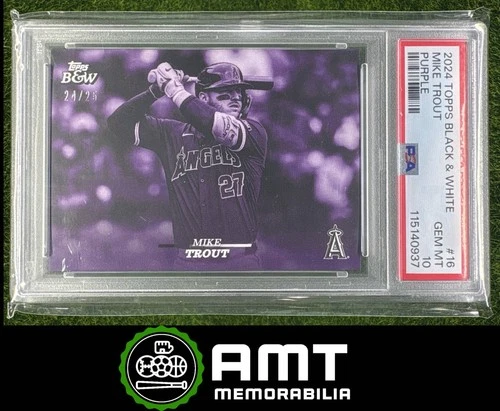 Topps
B&W
24/25
ANGELS
27
MIKE
TROUT
A
2024 TOPPS BLACK & WHITE #16
MIKE TROUT GEM MT
PURPLE 10
PSA
115140937
AMT
MEMORABILIA